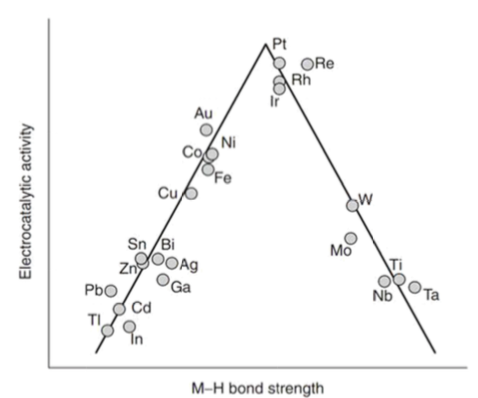 Pt
Re
Rh
Ir
Au
Ni
Co
Fe
Cu
W
Mo
Sn
Bi
Zn
Ag
Ti
Ga
Nb
Ta
Pb
Cd
Tl
In
Electrocatalytic activity
M–H bond strength